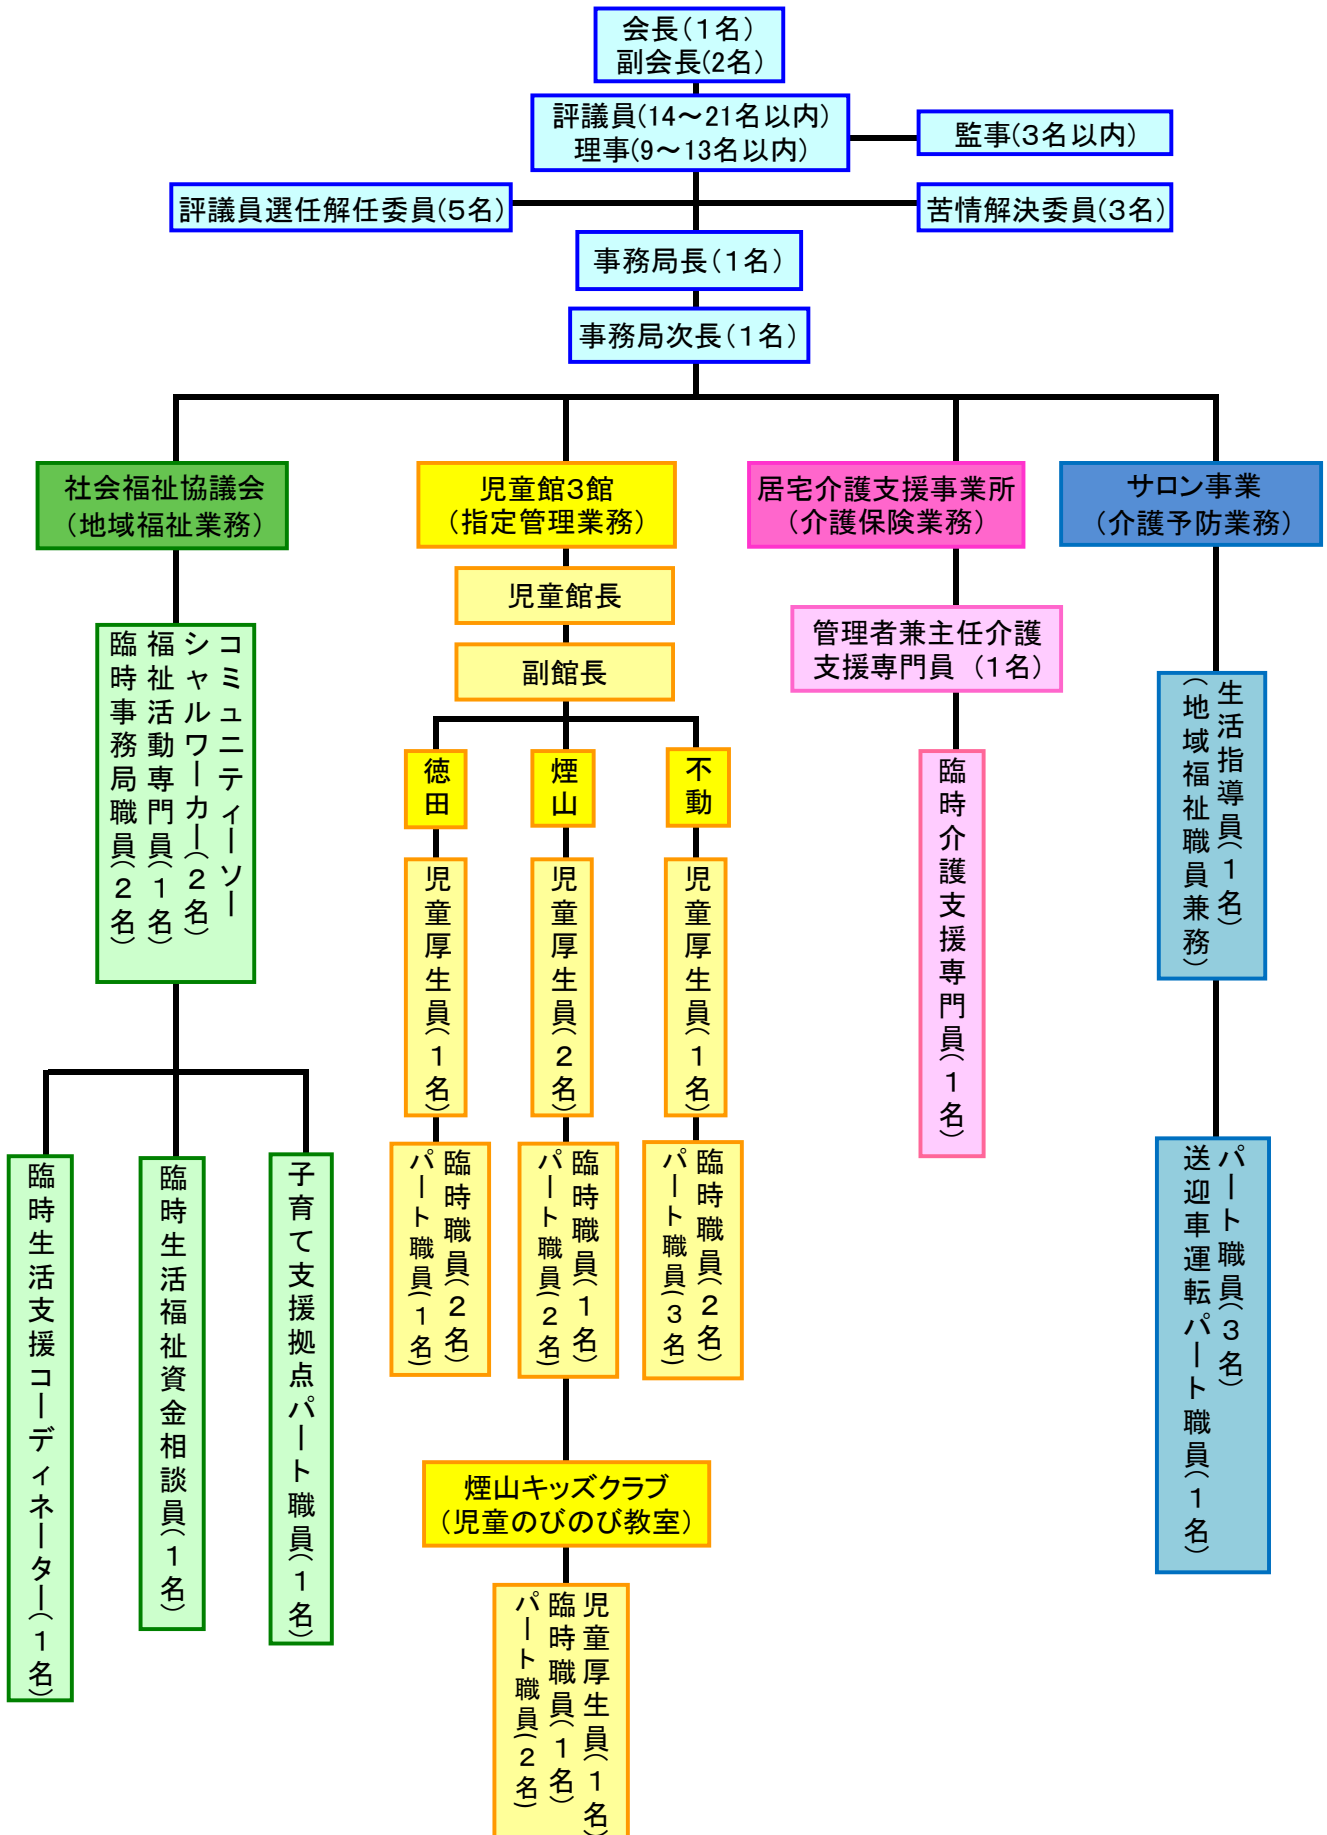 会長(１名)
副会長(2名)
評議員(14～21名以内)
理事(9～13名以内)
監事(３名以内)
評議員選任解任委員(５名)
苦情解決委員(３名)
事務局長(１名)
事務局次長(１名)
社会福祉協議会
(地域福祉業務)
児童館３館
(指定管理業務)
居宅介護支援事業所
(介護保険業務)
サロン事業
(介護予防業務)
児童館長
副館長
管理者兼主任介護
支援専門員 (１名)
コミュニティーソー
シャルワーカー(２名)
福祉活動専門員(１名)
臨時事務局職員(２名)
徳田
煙山
不動
児童厚生員(１名)
児童厚生員(２名)
児童厚生員(１名)
臨時介護支援専門員(１名)
生活指導員(１名)
(地域福祉職員兼務)
臨時生活支援コーディネーター(１名)
臨時生活福祉資金相談員(１名)
子育て支援拠点パート職員(１名)
臨時職員(２名)
パート職員(１名)
臨時職員(１名)
パート職員(２名)
臨時職員(２名)
パート職員(３名)
パート職員(３名)
送迎車運転パート職員(１名)
煙山キッズクラブ
(児童のびのび教室)
児童厚生員(１名)
臨時職員(１名)
パート職員(２名)